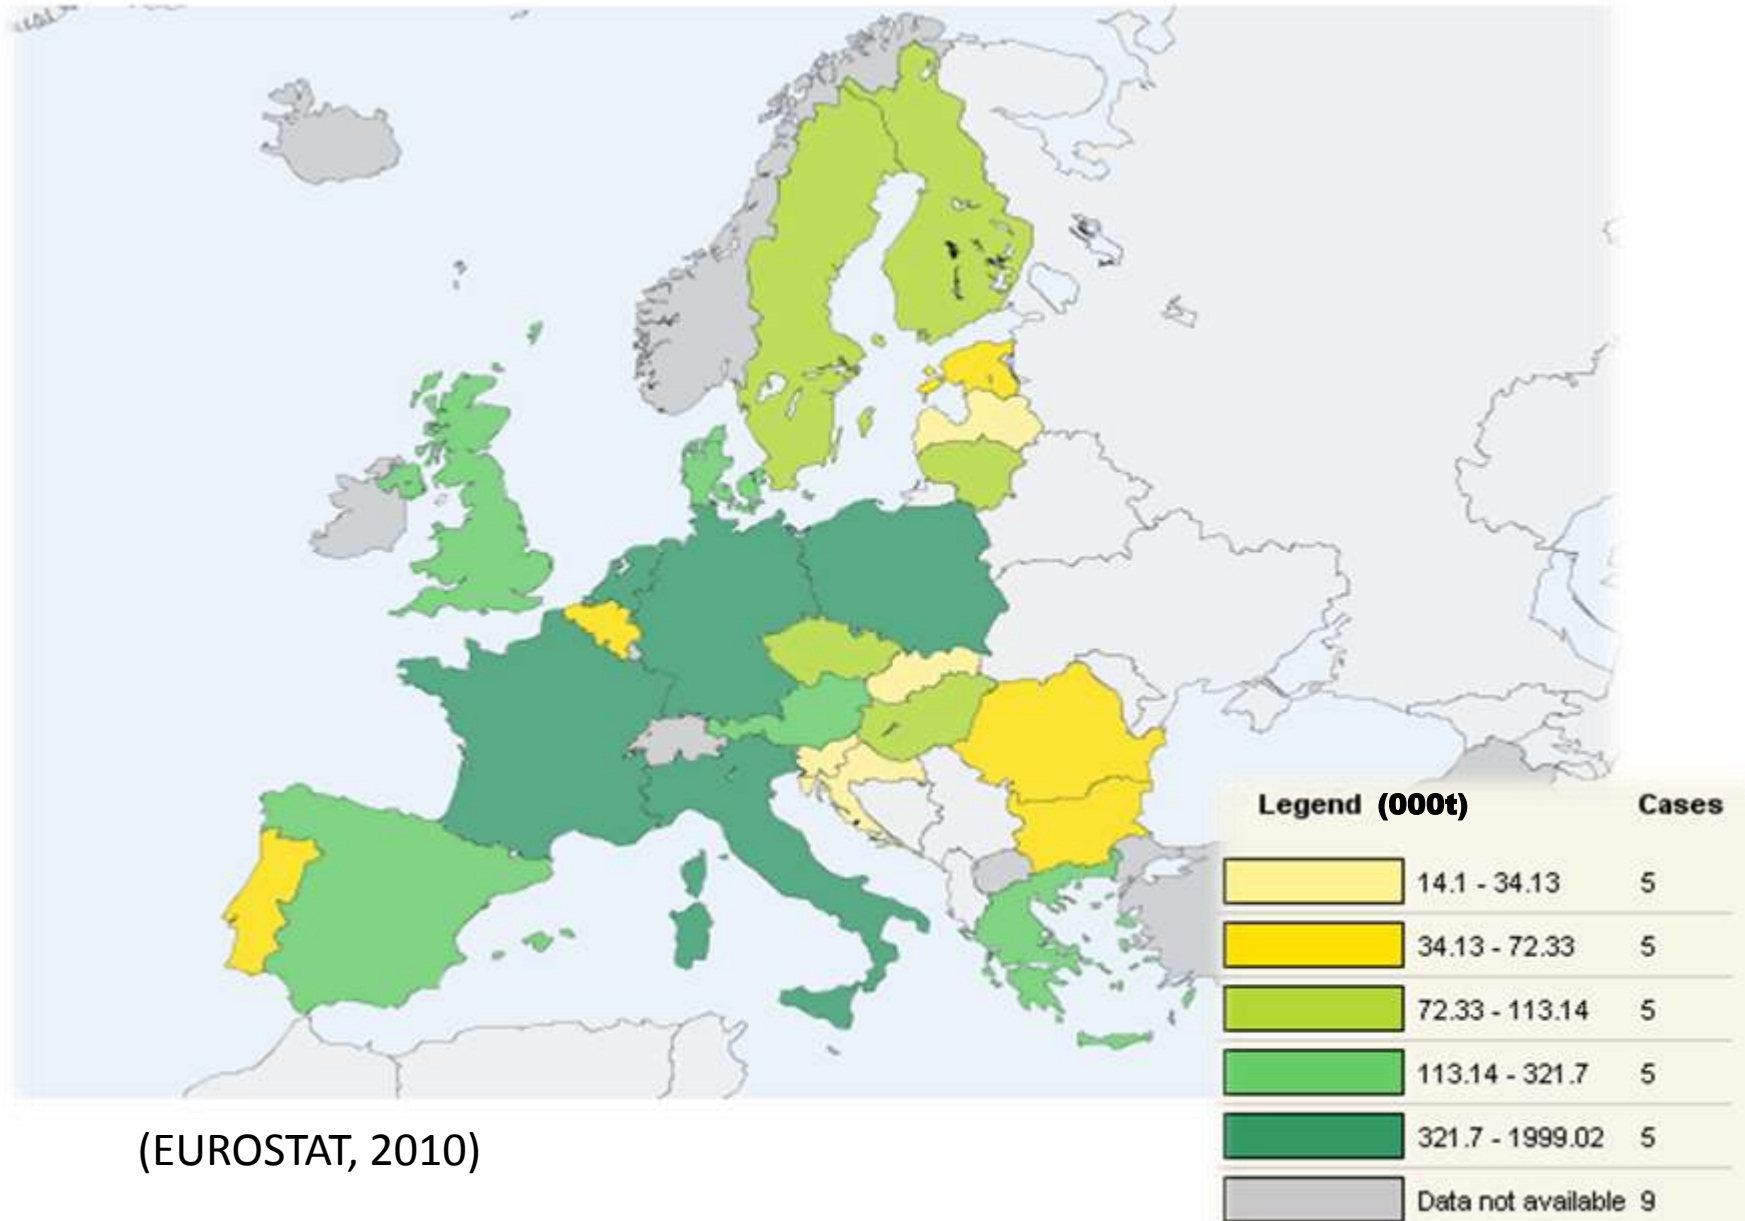 Legend (000t) Cases
14.1 - 34.13 5
34.13 - 72.33 5
72.33 - 113.14 5
113.14 - 321.7 5
321.7 - 1999.02 5
Data not available 9
(EUROSTAT, 2010)